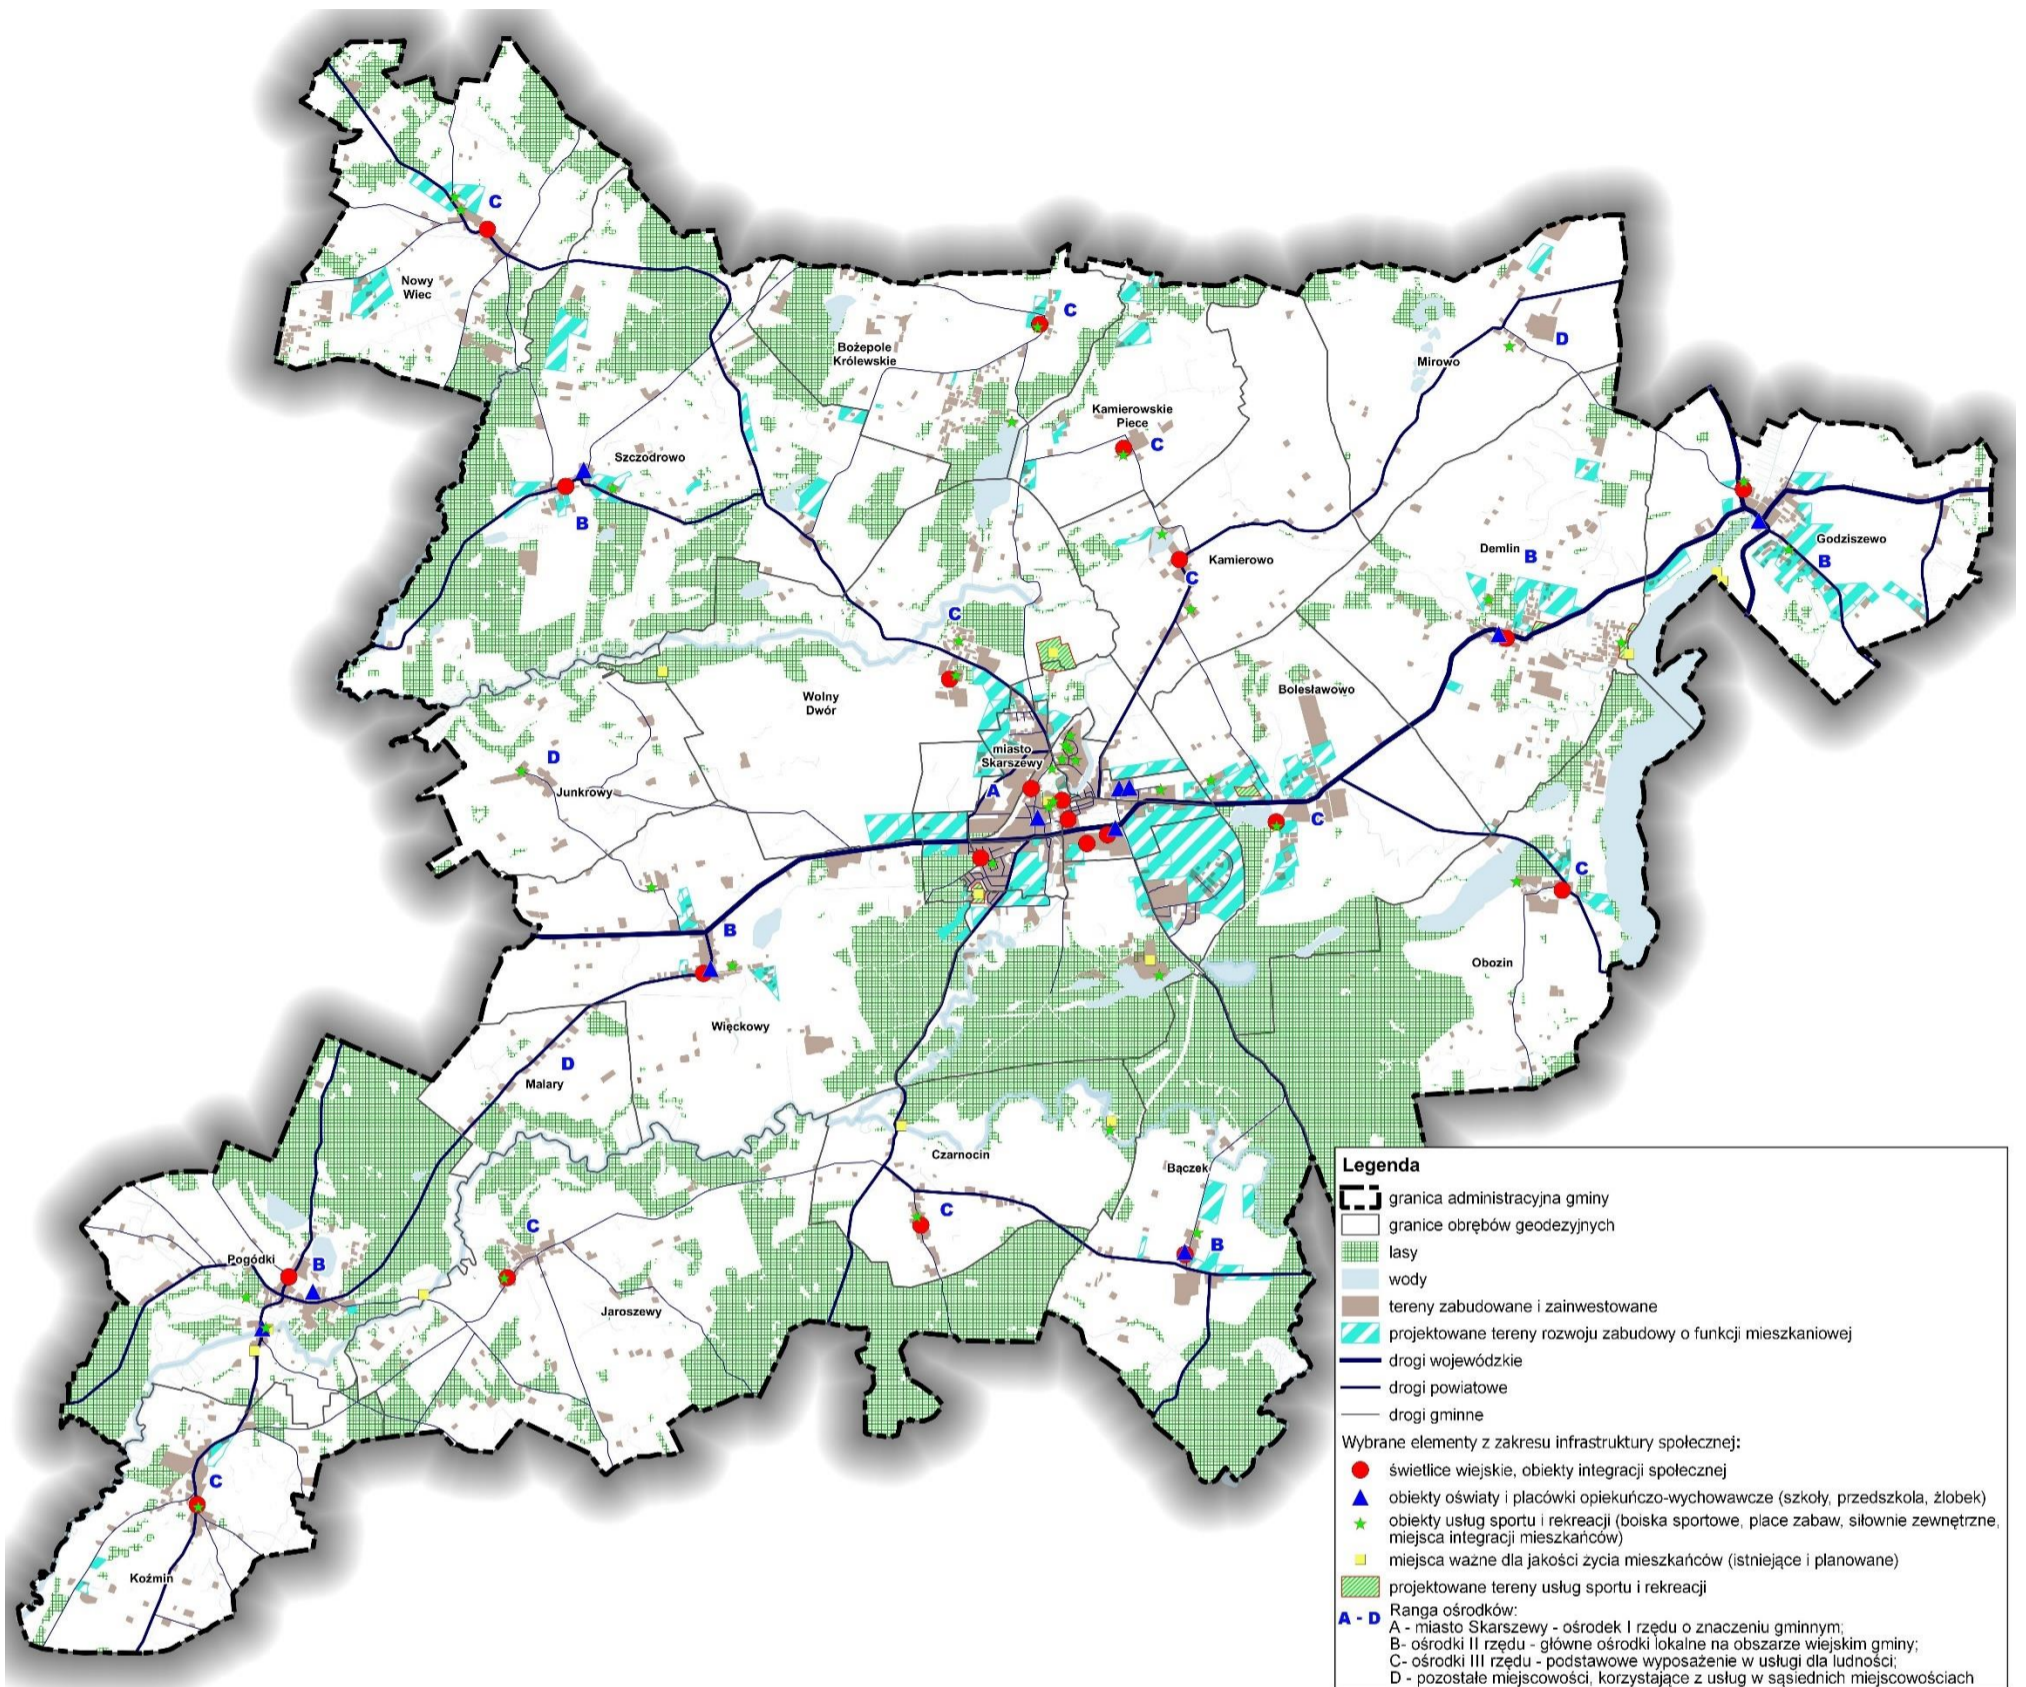 C
Nowy
Wiec
C
Bożepole
Królewskie
D
Mirowo
Kamierowskie
Piece
C
Szczodrowo
B
Godziszewo
B
Demlin
B
Kamierowo
C
C
Bolesławowo
Wolny
Dwór
miasto
Skarszewy
D
Junkrowy
A
C
C
B
Obozin
Więckowy
D
Malary
Czarnocin
Bączek
C
C
B
Pogódki
B
Jaroszewy
C
Koźmin
Legenda
granica administracyjna gminy
granice obrębów geodezyjnych
lasy
wody
tereny zabudowane i zainwestowane
projektowane tereny rozwoju zabudowy o funkcji mieszkaniowej
drogi wojewódzkie
drogi powiatowe
drogi gminne
Wybrane elementy z zakresu infrastruktury społecznej:
świetlice wiejskie, obiekty integracji społecznej
obiekty oświaty i placówki opiekuńczo-wychowawcze (szkoły, przedszkola, żlobek)
obiekty usług sportu i rekreacji (boiska sportowe, place zabaw, siłownie zewnętrzne,
miejsca integracji mieszkańców)
miejsca ważne dla jakości życia mieszkańców (istniejące i planowane)
projektowane tereny usług sportu i rekreacji
A - D Ranga ośrodków:
A - miasto Skarszewy - ośrodek I rzędu o znaczeniu gminnym;
B- ośrodki II rzędu - główne ośrodki lokalne na obszarze wiejskim gminy;
C- ośrodki III rzędu - podstawowe wyposażenie w usługi dla ludności;
D - pozostałe miejscowości, korzystające z usług w sąsiednich miejscowościach